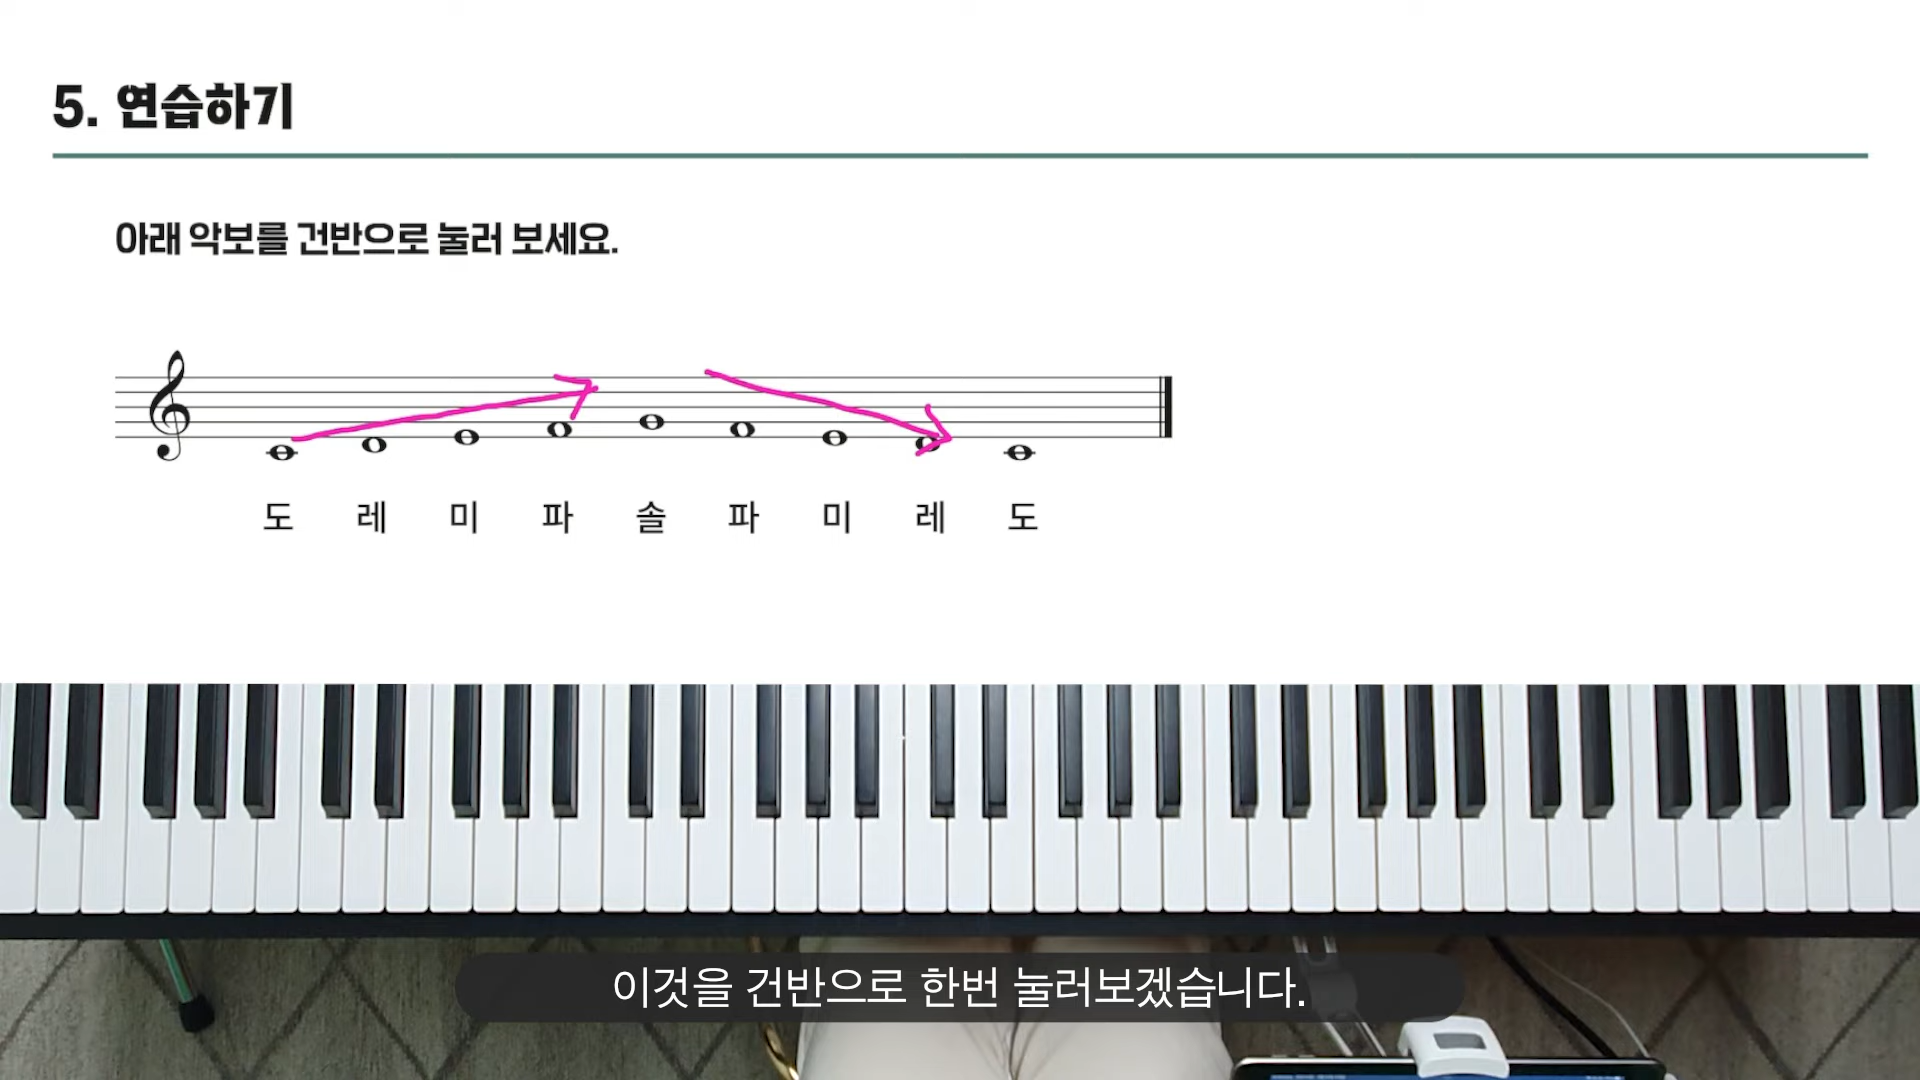 5. 연습하기
아래 악보를 건반으로 눌러 보세요.
도 레 미 파 솔 파 미 레 도
이것을 건반으로 한번 눌러보겠습니다.